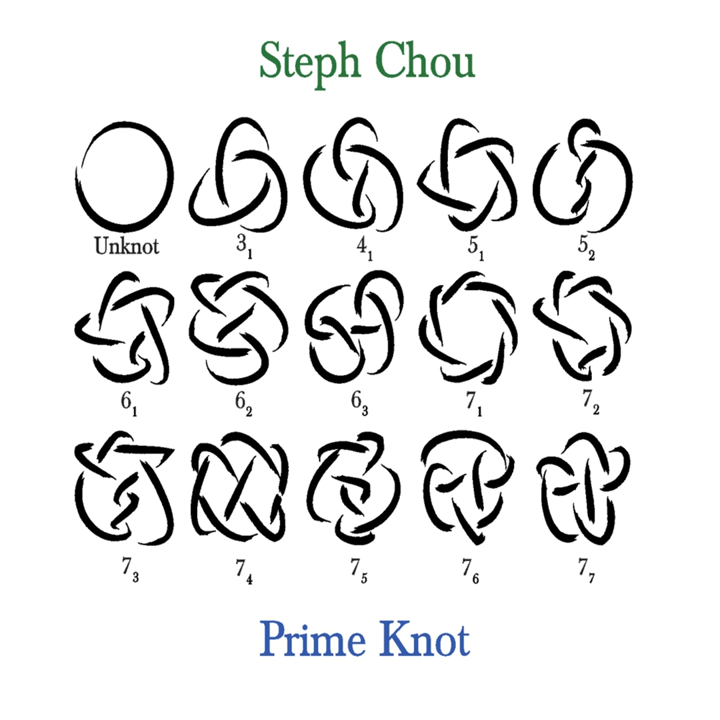 Steph Chou
Unknot 3₁ 4₁ 5₁ 5₂
6₁ 6₂ 6₃ 7₁ 7₂
7₃ 7₄ 7₅ 7₆ 7₇
Prime Knot